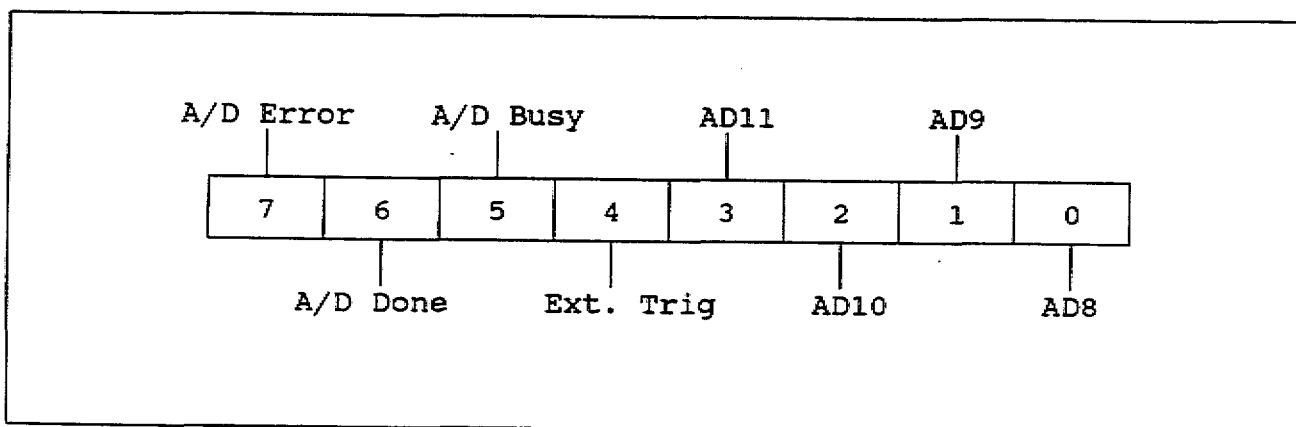 A/D Error A/D Busy AD11 AD9
7 6 5 4 3 2 1 0
A/D Done Ext. Trig AD10 AD8